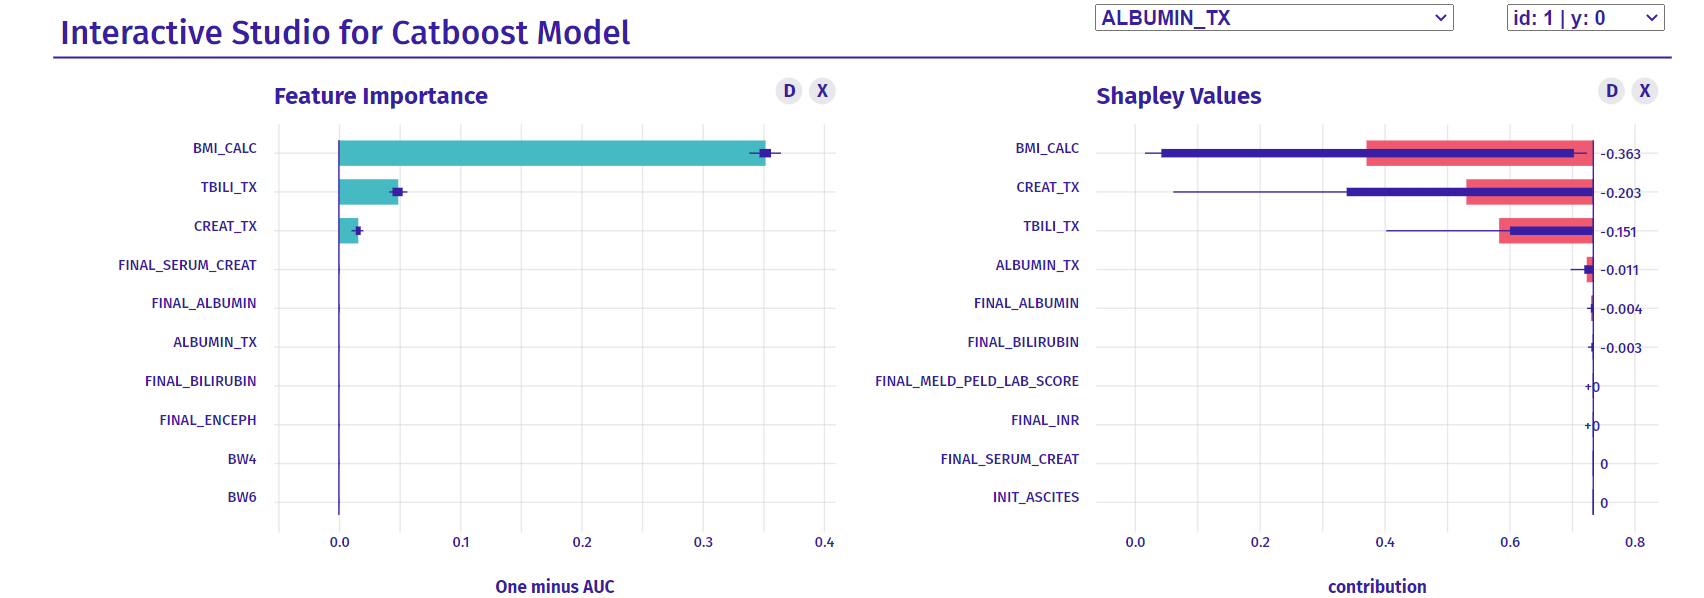 Interactive Studio for Catboost Model
ALBUMIN_TX
id: 1 | y: 0
Feature Importance
D X
BMI_CALC
TBILI_TX
CREAT_TX
FINAL_SERUM_CREAT
FINAL_ALBUMIN
ALBUMIN_TX
FINAL_BILIRUBIN
FINAL_ENCEPH
BW4
BW6
0.0 0.1 0.2 0.3 0.4
One minus AUC
Shapley Values
D X
BMI_CALC -0.363
CREAT_TX -0.203
TBILI_TX -0.151
ALBUMIN_TX -0.011
FINAL_ALBUMIN -0.004
FINAL_BILIRUBIN -0.003
FINAL_MELD_PELD_LAB_SCORE +0
FINAL_INR +0
FINAL_SERUM_CREAT 0
INIT_ASCITES 0
0.0 0.2 0.4 0.6 0.8
contribution